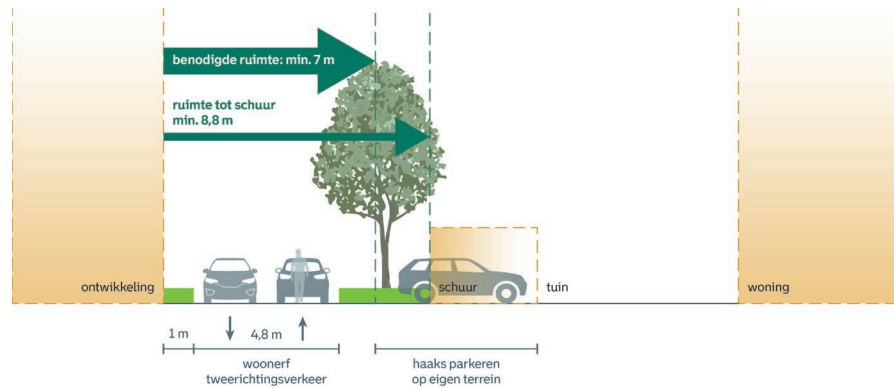 benodigde ruimte: min. 7 m
ruimte tot schuur
min. 8,8 m
ontwikkeling
schuur
tuin
woning
1 m
4,8 m
woonerf
tweerichtingsverkeer
haaks parkeren
op eigen terrein